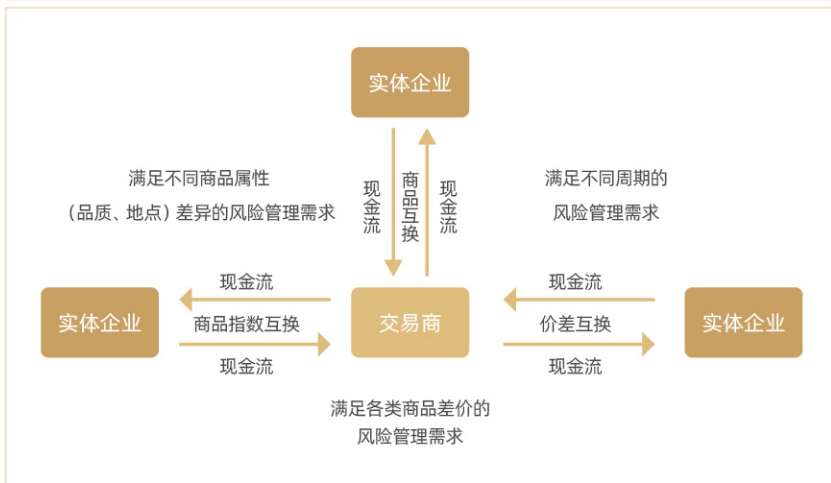 实体企业
满足不同商品属性
（品质、地点）差异的风险管理需求
现金流
商品互换
现金流
满足不同周期的
风险管理需求
实体企业
现金流
商品指数互换
现金流
交易商
现金流
价差互换
现金流
实体企业
满足各类商品差价的
风险管理需求